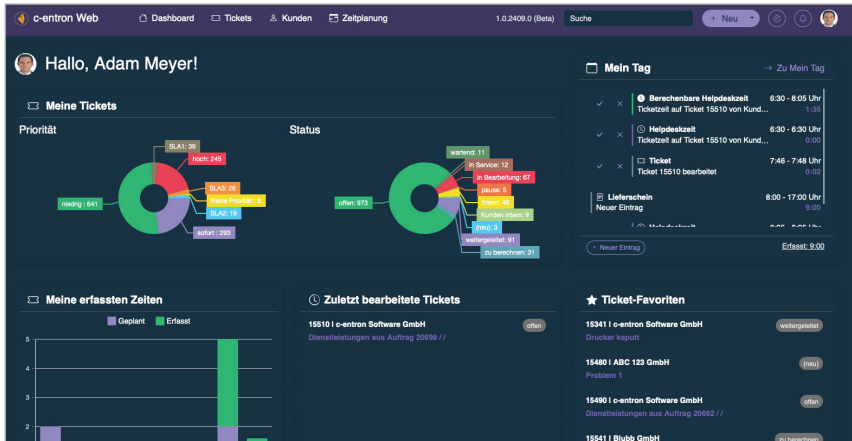 c-entron Web
Dashboard
Tickets
Kunden
Zeitplanung
1.0.2409.0 (Beta)
Suche
+ Neu
Hallo, Adam Meyer!
Meine Tickets
Priorität
SLA1: 39
hoch: 245
SLA3: 26
Keine Priorität : 6
SLA2: 19
niedrig : 641
sofort : 293
Status
wartend: 11
in Service: 12
in Bearbeitung: 67
pause: 5
intern: 48
Kunden intern: 9
(neu): 3
offen: 973
weitergeleitet: 91
zu berechnen: 31
Mein Tag
→ Zu Mein Tag
Berechenbare Helpdeskzeit 6:30 - 8:05 Uhr
Ticketzeit auf Ticket 15510 von Kund... 1:35
Helpdeskzeit 6:30 - 6:30 Uhr
Ticketzeit auf Ticket 15510 von Kund... 0:00
Ticket 7:46 - 7:48 Uhr
Ticket 15510 bearbeitet 0:02
Lieferschein 8:00 - 17:00 Uhr
Neuer Eintrag 9:00
+ Neuer Eintrag
Erfasst: 9:00
Meine erfassten Zeiten
Geplant Erfasst
5
4
3
2
Zuletzt bearbeitete Tickets
15510 I c-entron Software GmbH offen
Dienstleistungen aus Auftrag 20698 / /
Ticket-Favoriten
15341 I c-entron Software GmbH weitergeleitet
Drucker kaputt
15480 I ABC 123 GmbH (neu)
Problem 1
15490 I c-entron Software GmbH offen
Dienstleistungen aus Auftrag 20692 / /
15541 I Blubb GmbH zu berechnen